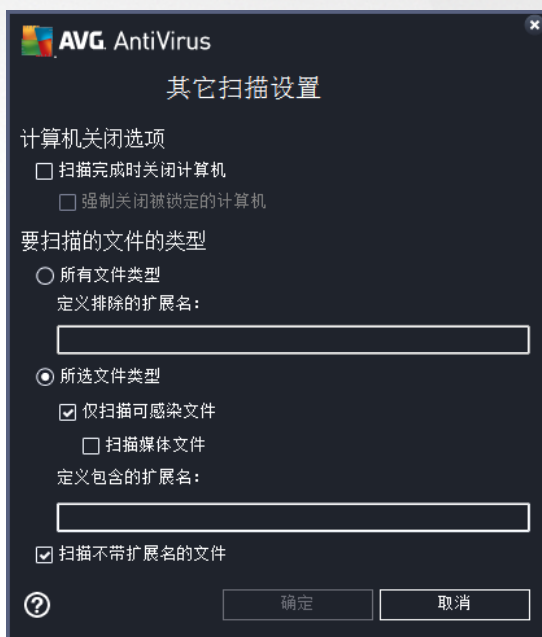 AVG. AntiVirus
其它扫描设置
计算机关闭选项
扫描完成时关闭计算机
强制关闭被锁定的计算机
要扫描的文件的类型
所有文件类型
定义排除的扩展名：
所选文件类型
仅扫描可感染文件
扫描媒体文件
定义包含的扩展名：
扫描不带扩展名的文件
确定
取消